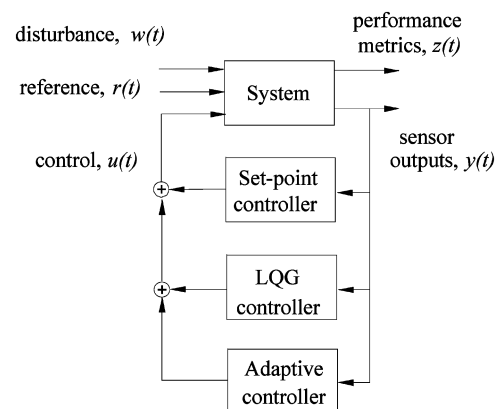 disturbance, w(t)
reference, r(t)
control, u(t)
System
performance
metrics, z(t)
sensor
outputs, y(t)
+
Set-point
controller
+
LQG
controller
Adaptive
controller